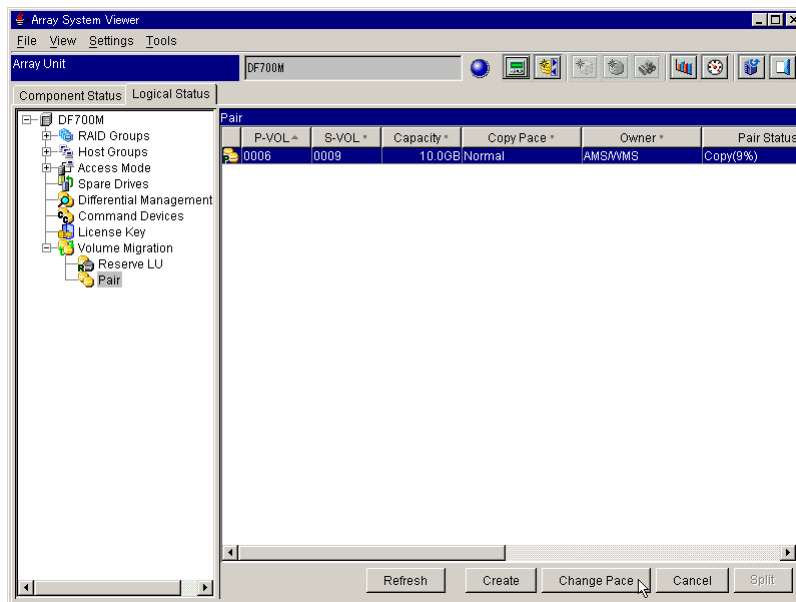 Array System Viewer
File View Settings Tools
Array Unit
DF700M
Component Status Logical Status
DF700M
RAID Groups
Host Groups
Access Mode
Spare Drives
Differential Management
Command Devices
License Key
Volume Migration
Reserve LU
Pair
Pair
P-VOL S-VOL Capacity Copy Pace Owner Pair Status
0006 0009 10.0GB Normal AMS/WMS Copy(9%)
Refresh Create Change Pace Cancel Split